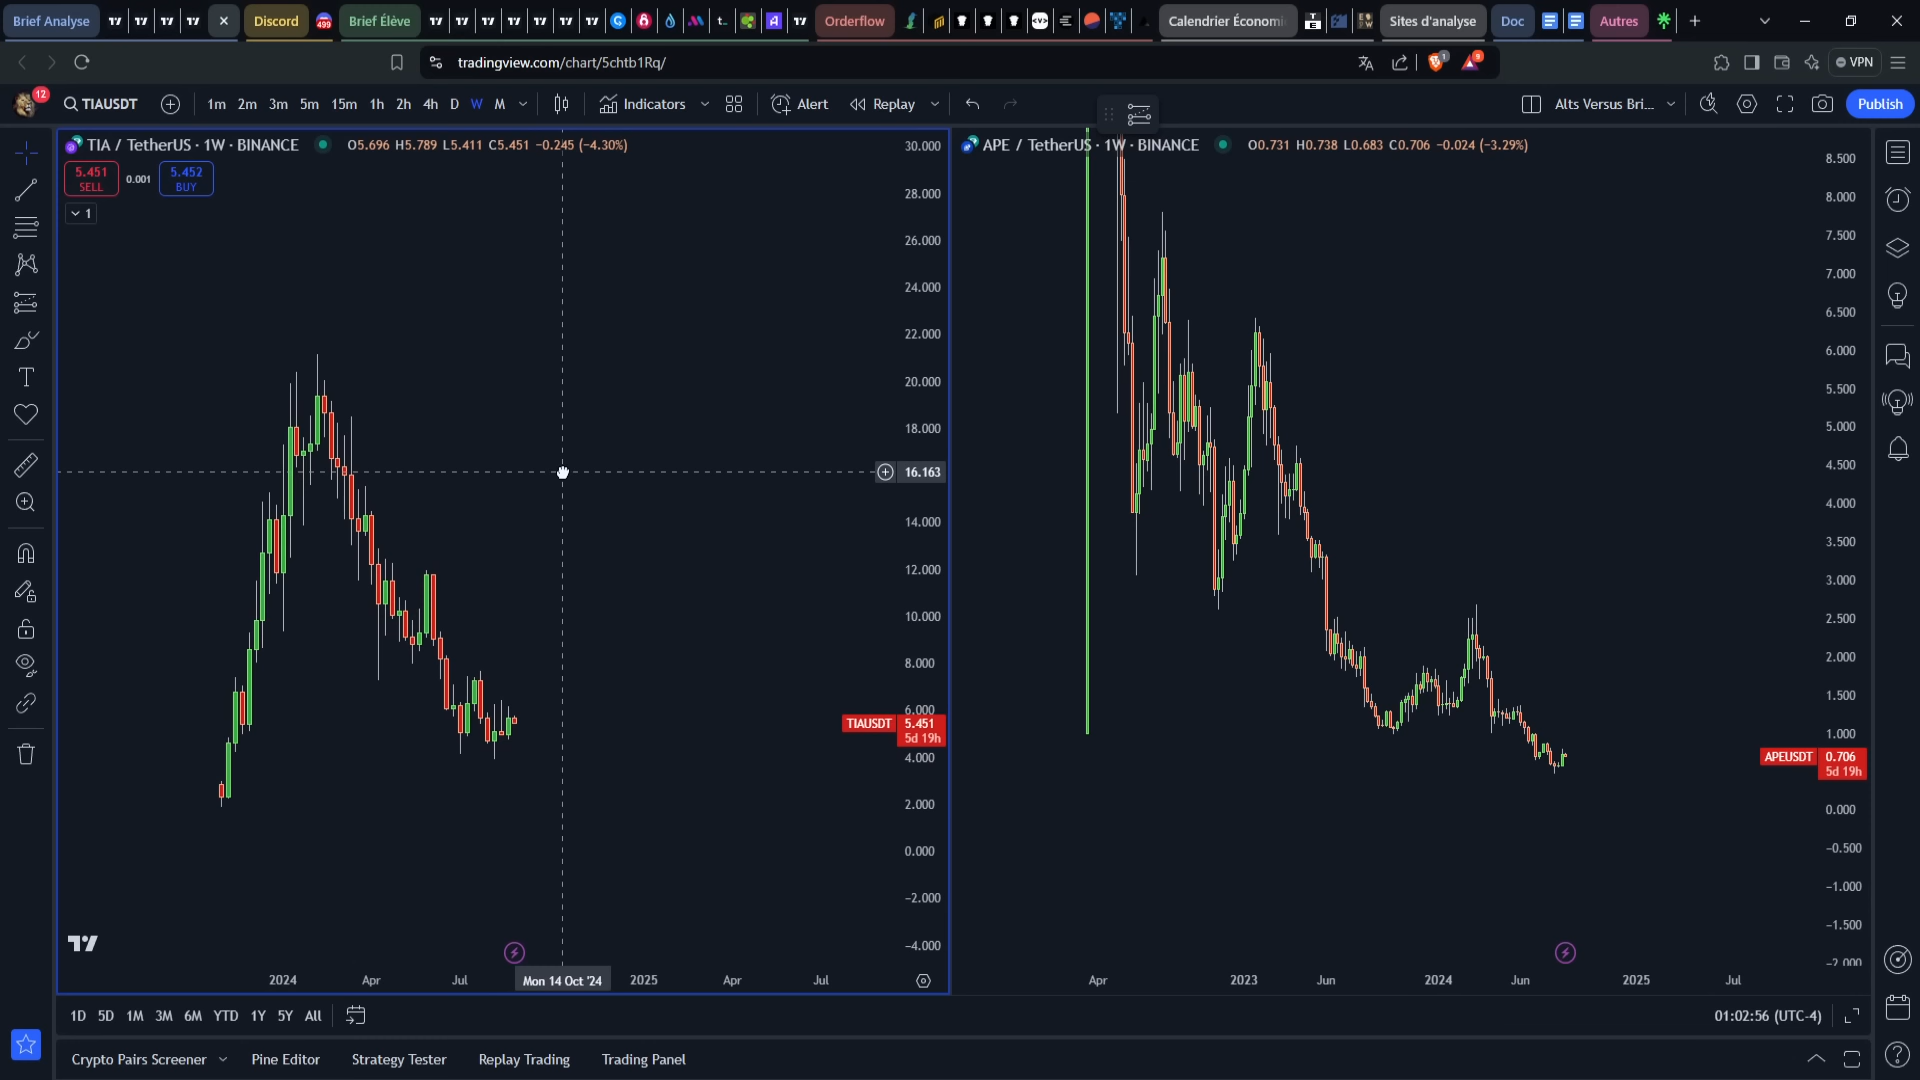 Brief Analyse
Discord
499
Brief Élève
Orderflow
Calendrier Économi
Sites d'analyse
Doc
Autres
tradingview.com/chart/5chtb1Rq/
1
9
VPN
12
TIAUSDT
1m 2m 3m 5m 15m 1h 2h 4h D W M
Indicators
Alert
Replay
Alts Versus Bri...
Publish
TIA / TetherUS · 1W · BINANCE
O5.696 H5.789 L5.411 C5.451 −0.245 (−4.30%)
5.451
SELL
0.001
5.452
BUY
1
30.000
28.000
26.000
24.000
22.000
20.000
18.000
16.163
14.000
12.000
10.000
8.000
6.000
TIAUSDT 5.451
5d 19h
4.000
2.000
0.000
−2.000
−4.000
2024 Apr Jul Mon 14 Oct '24 2025 Apr Jul
APE / TetherUS · 1W · BINANCE
O0.731 H0.738 L0.683 C0.706 −0.024 (−3.29%)
8.500
8.000
7.500
7.000
6.500
6.000
5.500
5.000
4.500
4.000
3.500
3.000
2.500
2.000
1.500
1.000
APEUSDT 0.706
5d 19h
0.000
−0.500
−1.000
−1.500
−2.000
Apr 2023 Jun 2024 Jun 2025 Jul
1D 5D 1M 3M 6M YTD 1Y 5Y All
01:02:56 (UTC-4)
Crypto Pairs Screener
Pine Editor
Strategy Tester
Replay Trading
Trading Panel